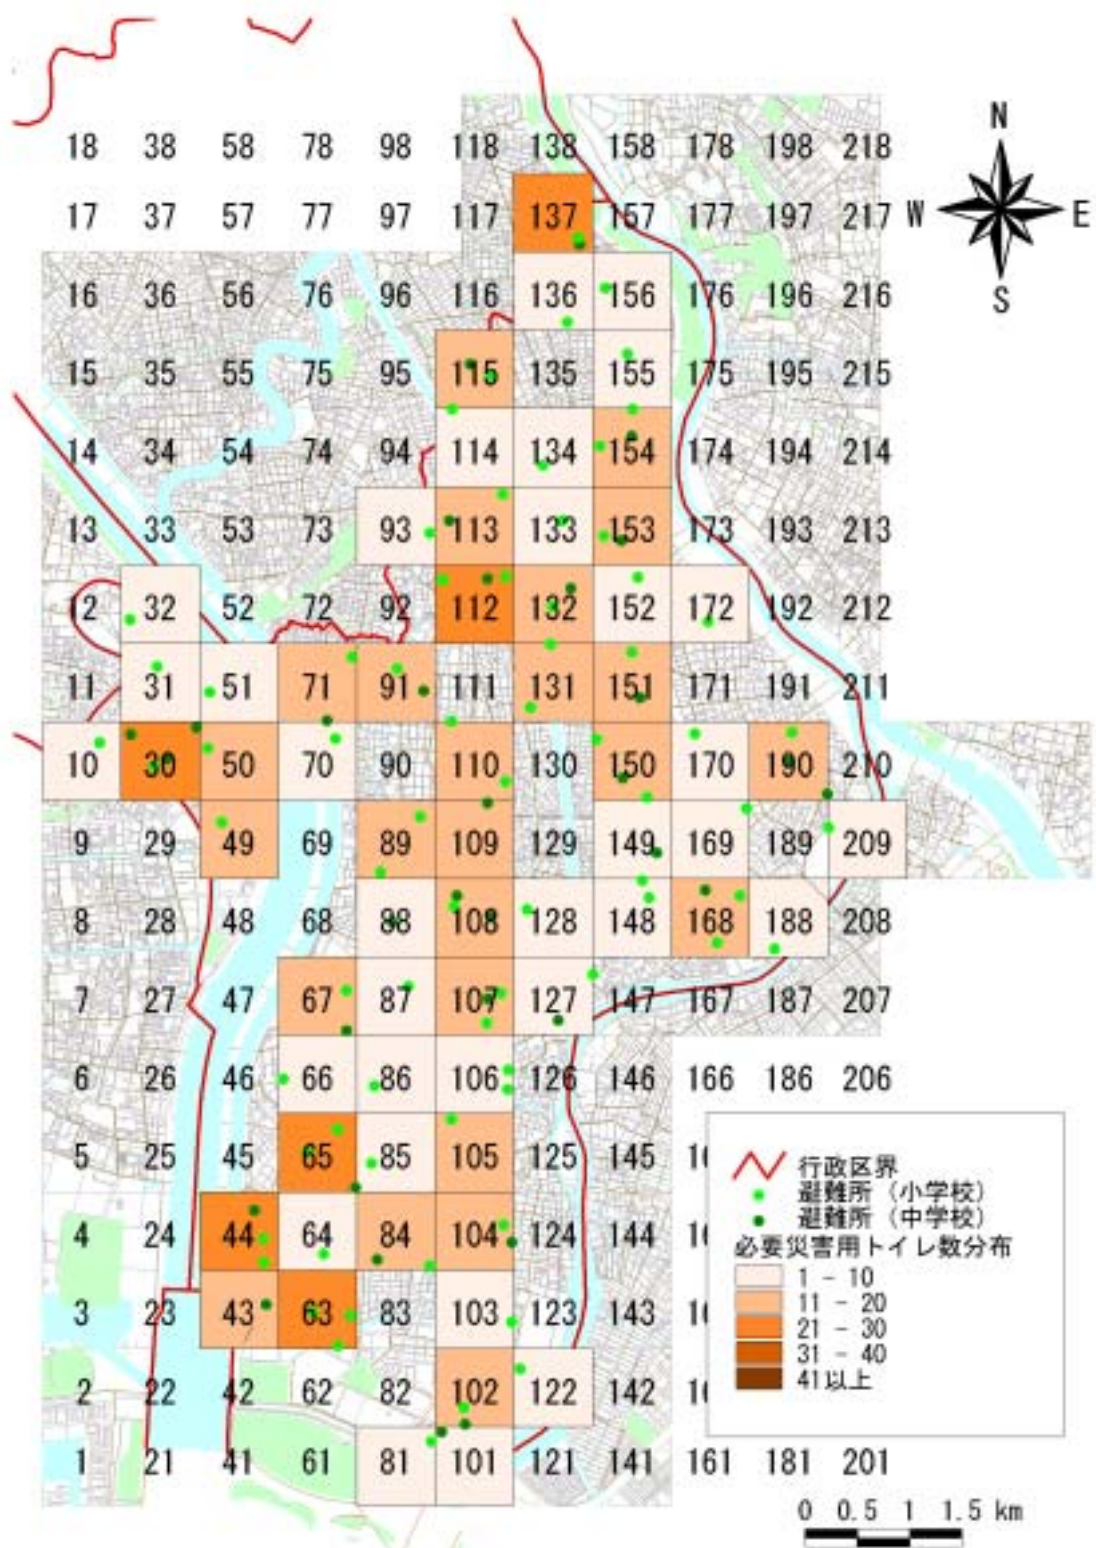 N
18 38 58 78 98 118 138 158 178 198 218
17 37 57 77 97 117 137 157 177 197 217 W E
16 36 56 76 96 116 136 156 176 196 216
S
15 35 55 75 95 115 135 155 175 195 215
14 34 54 74 94 114 134 154 174 194 214
13 33 53 73 93 113 133 153 173 193 213
12 32 52 72 92 112 132 152 172 192 212
11 31 51 71 91 111 131 151 171 191 211
10 30 50 70 90 110 130 150 170 190 210
9 29 49 69 89 109 129 149 169 189 209
8 28 48 68 88 108 128 148 168 188 208
7 27 47 67 87 107 127 147 167 187 207
6 26 46 66 86 106 126 146 166 186 206
5 25 45 65 85 105 125 145
4 24 44 64 84 104 124 144
3 23 43 63 83 103 123 143
2 22 42 62 82 102 122 142
1 21 41 61 81 101 121 141 161 181 201
行政区界
避難所（小学校）
避難所（中学校）
必要災害用トイレ数分布
1 - 10
11 - 20
21 - 30
31 - 40
41以上
0 0.5 1 1.5 km